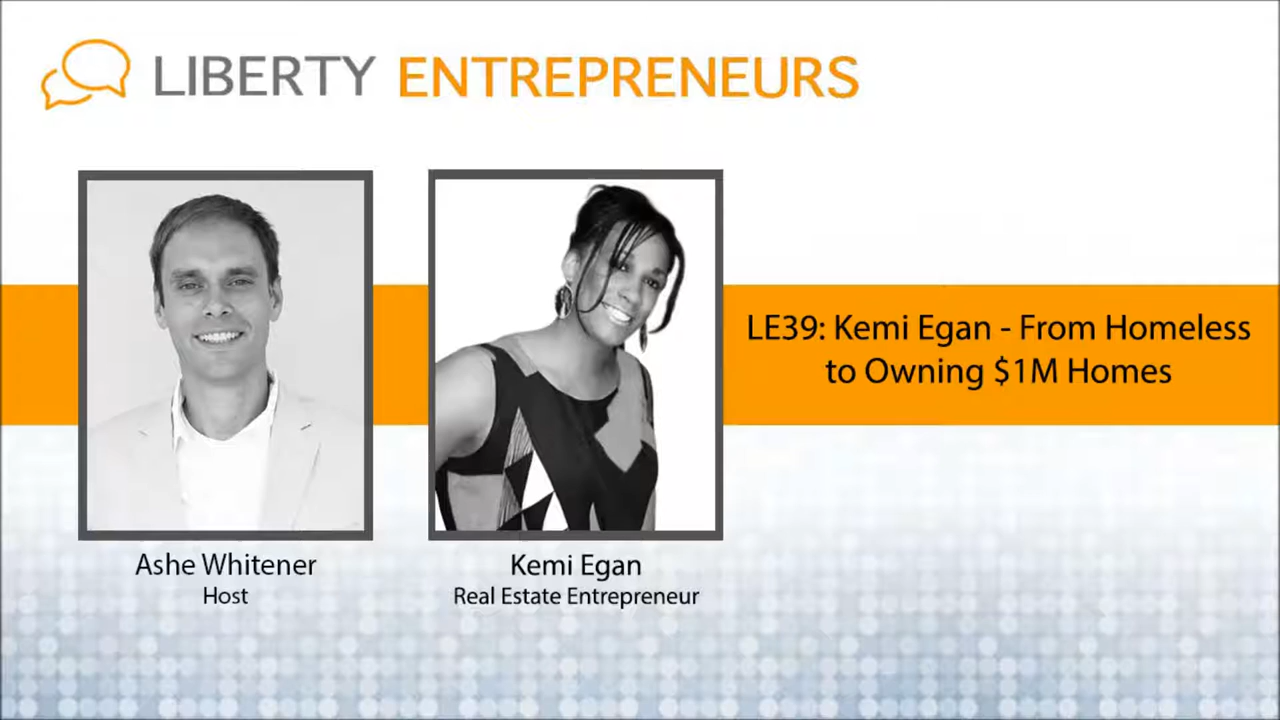 LIBERTY ENTREPRENEURS
LE39: Kemi Egan - From Homeless
to Owning $1M Homes
Ashe Whitener
Host
Kemi Egan
Real Estate Entrepreneur